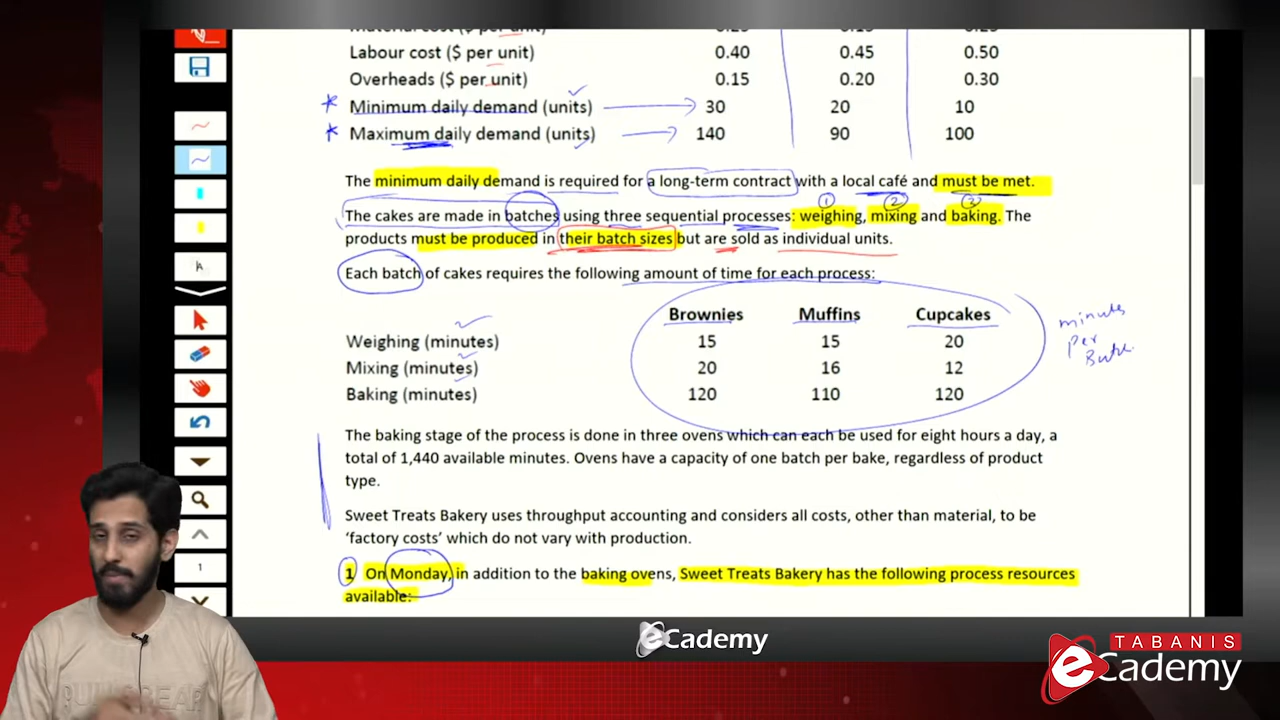 Labour cost ($ per unit) 0.40 0.45 0.50
Overheads ($ per unit) 0.15 0.20 0.30
* Minimum daily demand (units) 30 20 10
* Maximum daily demand (units) 140 90 100
The minimum daily demand is required for a long-term contract with a local café and must be met.
1 2 3
The cakes are made in batches using three sequential processes: weighing, mixing and baking. The
products must be produced in their batch sizes but are sold as individual units.
Each batch of cakes requires the following amount of time for each process:
Brownies Muffins Cupcakes
Weighing (minutes) 15 15 20
Mixing (minutes) 20 16 12
Baking (minutes) 120 110 120
minutes
per
The baking stage of the process is done in three ovens which can each be used for eight hours a day, a
total of 1,440 available minutes. Ovens have a capacity of one batch per bake, regardless of product
type.
Sweet Treats Bakery uses throughput accounting and considers all costs, other than material, to be
‘factory costs’ which do not vary with production.
1 On Monday, in addition to the baking ovens, Sweet Treats Bakery has the following process resources
available:
1
eCademy
TABANIS
eCademy